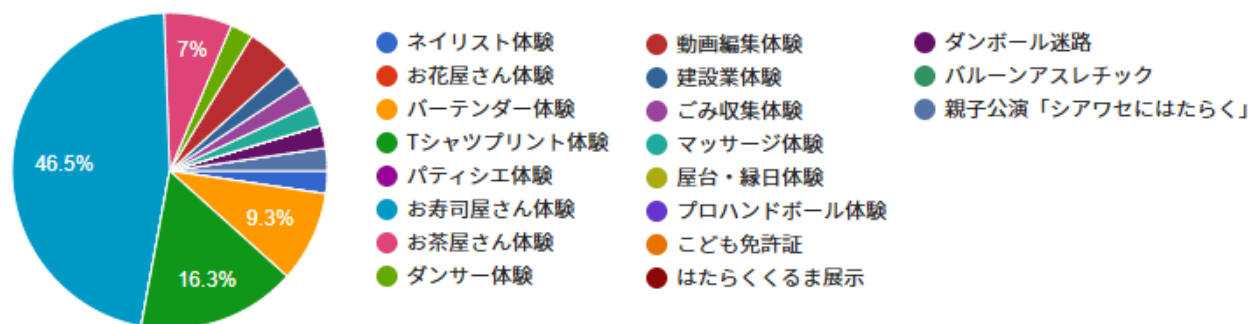 7%
46.5%
9.3%
16.3%
ネイリスト体験
お花屋さん体験
バーテンダー体験
Tシャツプリント体験
パティシエ体験
お寿司屋さん体験
お茶屋さん体験
ダンサー体験
動画編集体験
建設業体験
ごみ収集体験
マッサージ体験
屋台・縁日体験
プロハンドボール体験
こども免許証
はたらくくるま展示
ダンボール迷路
バルーンアスレチック
親子公演「シアワセにはたらく」